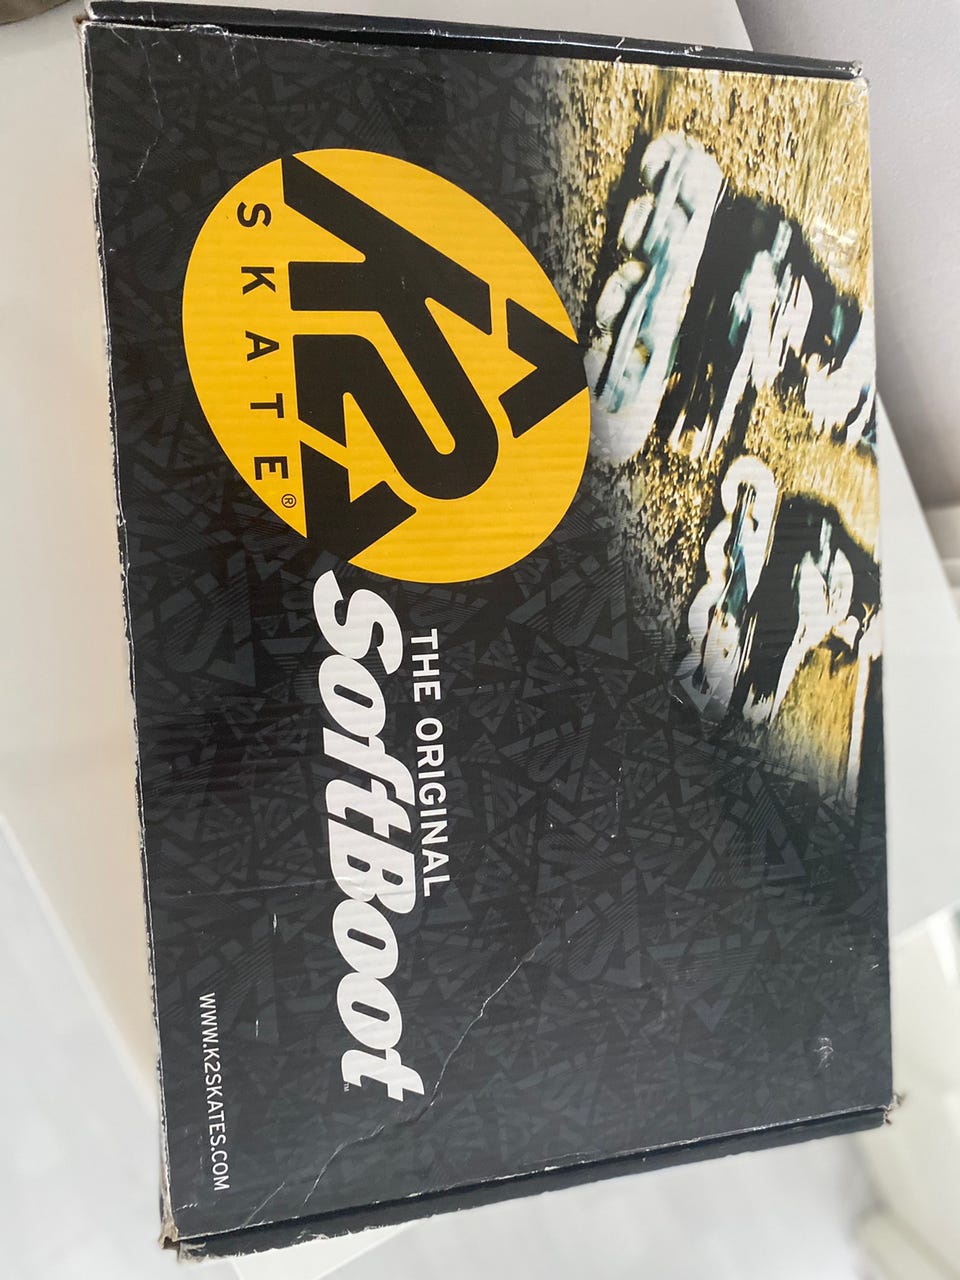 K2
SKATE®
THE ORIGINAL
SoftBoot™
WWW.K2SKATES.COM